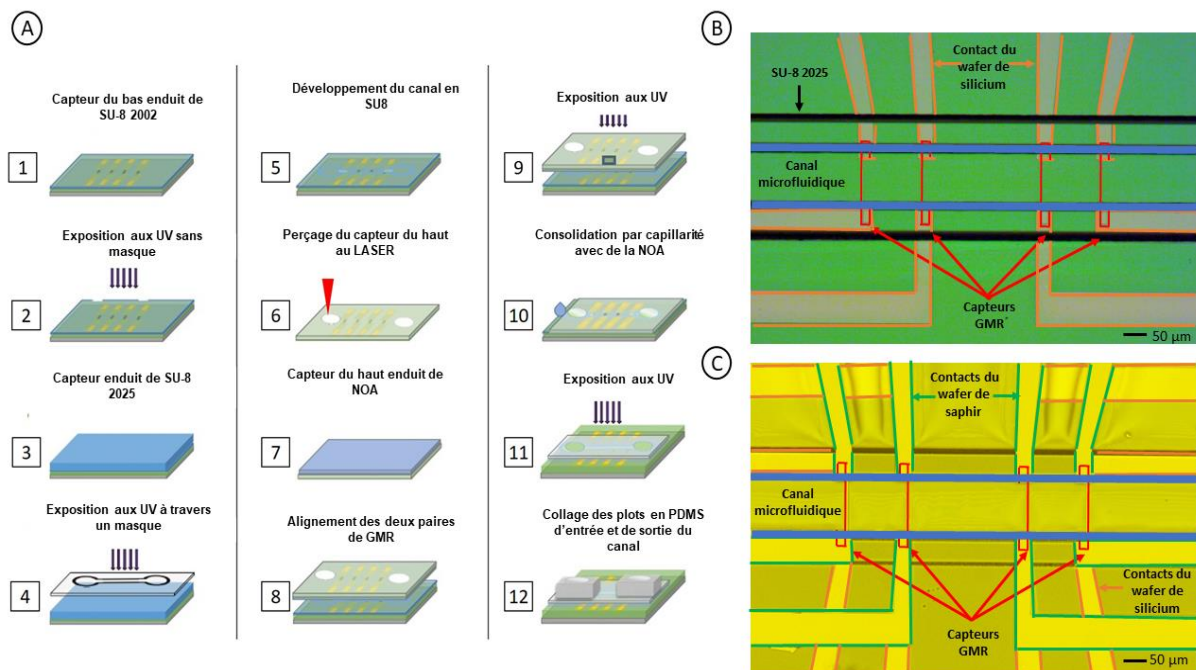 A
Capteur du bas enduit de
SU-8 2002
1
Exposition aux UV sans
masque
2
Capteur enduit de SU-8
2025
3
Exposition aux UV à travers
un masque
4
Développement du canal en
SU8
5
Perçage du capteur du haut
au LASER
6
Capteur du haut enduit de
NOA
7
Alignement des deux paires
de GMR
8
Exposition aux UV
9
Consolidation par capillarité
avec de la NOA
10
Exposition aux UV
11
Collage des plots en PDMS
d’entrée et de sortie du
canal
12
B
SU-8 2025
Contact du
wafer de
silicium
Canal
microfluidique
Capteurs
GMR
50 µm
C
Contacts du
wafer de
saphir
Canal
microfluidique
Contacts du
wafer de
silicium
Capteurs
GMR
50 µm